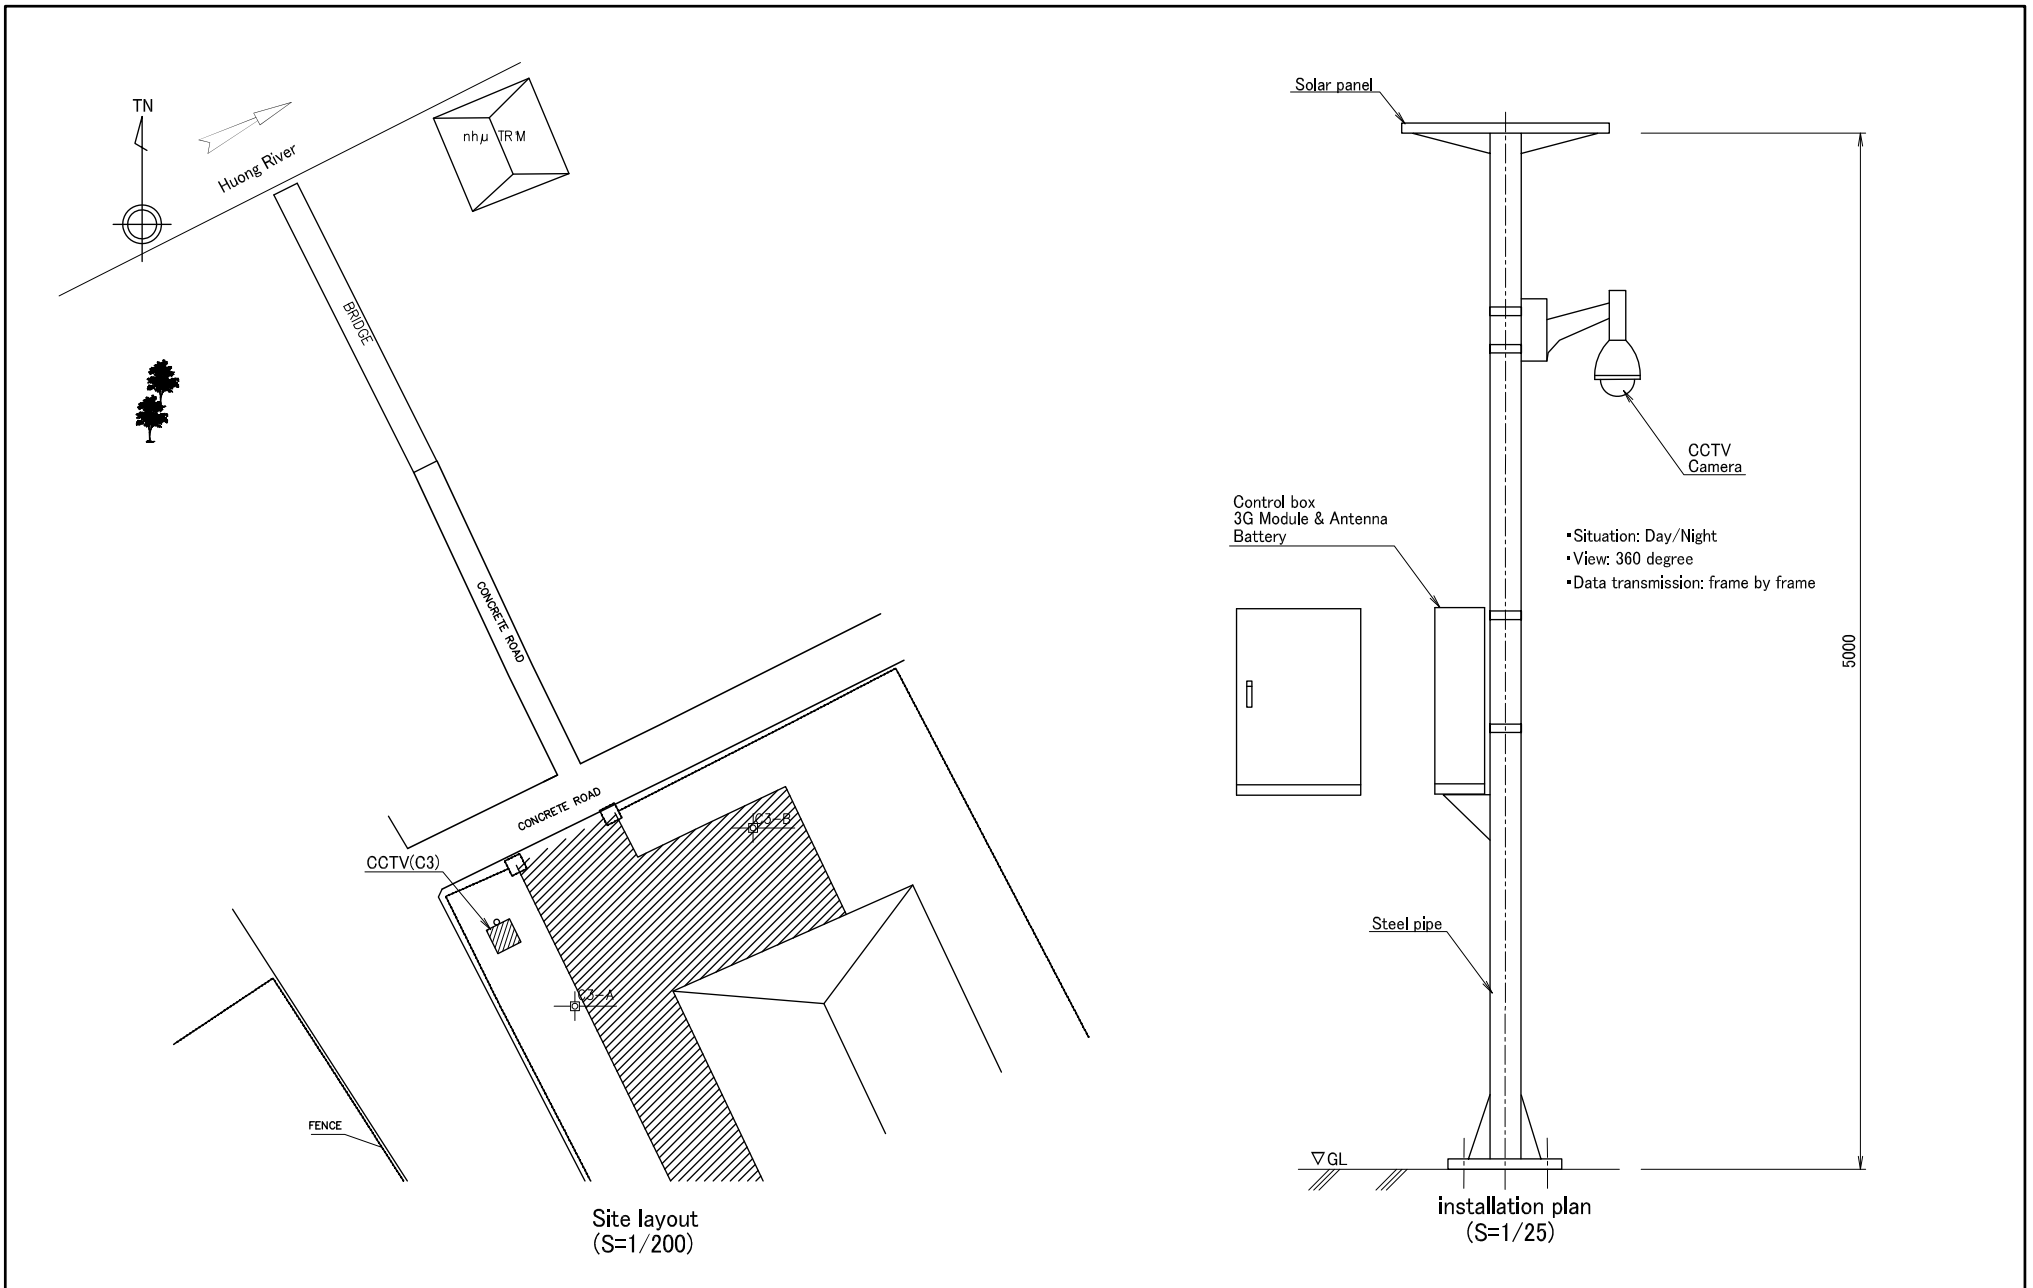 TN
Huong River
nhµ TR¹M
BRIDGE
CONCRETE ROAD
CONCRETE ROAD
C3-B
CCTV(C3)
C3-A
FENCE
Site layout
(S=1/200)
Solar panel
CCTV
Camera
Control box
3G Module & Antenna
Battery
▪Situation: Day/Night
▪View: 360 degree
▪Data transmission: frame by frame
5000
Steel pipe
▽GL
installation plan
(S=1/25)